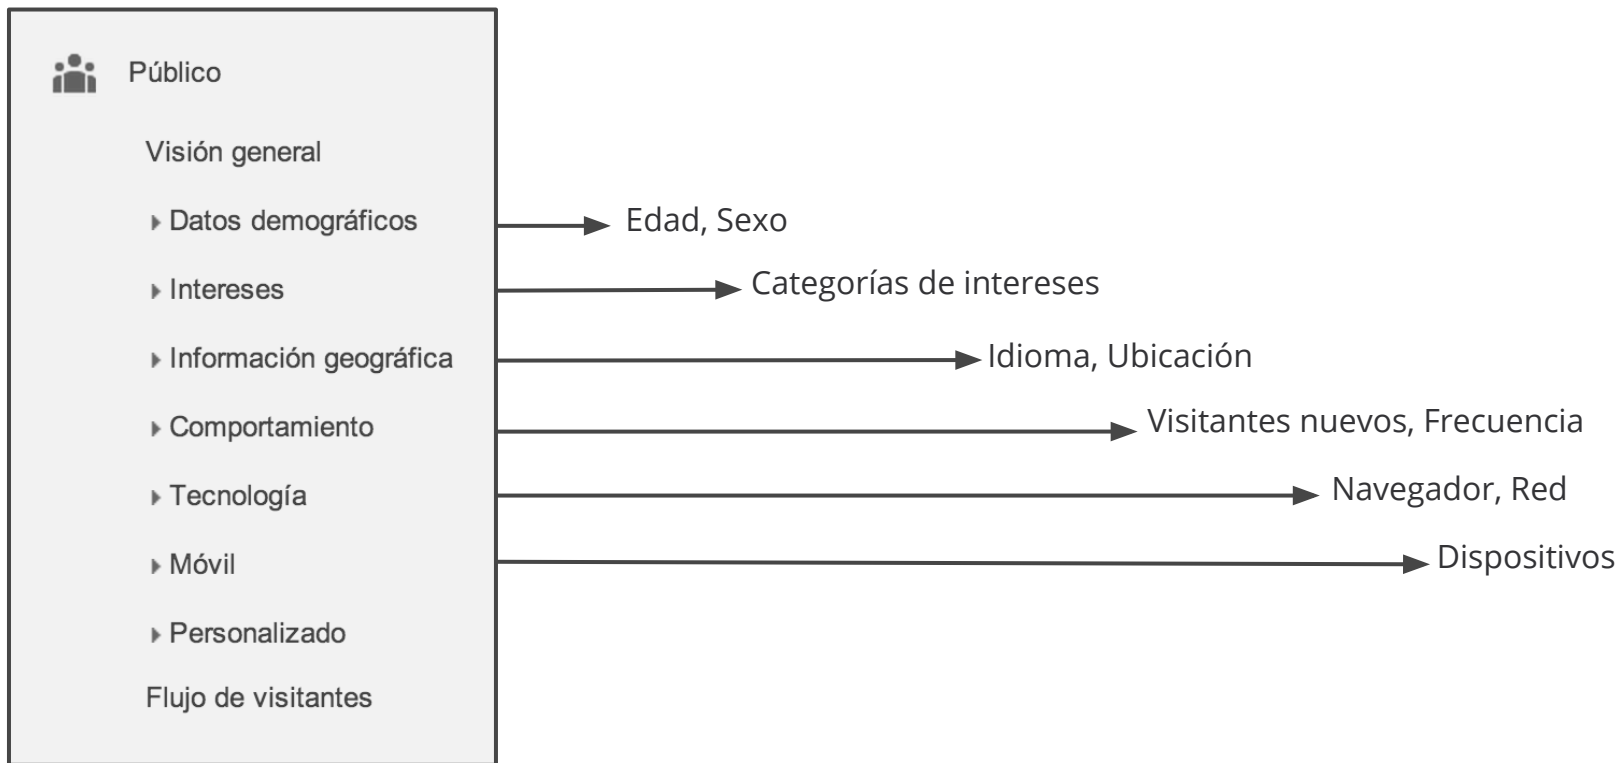 Público
Visión general
Datos demográficos
Edad, Sexo
Intereses
Categorías de intereses
Información geográfica
Idioma, Ubicación
Comportamiento
Visitantes nuevos, Frecuencia
Tecnología
Navegador, Red
Móvil
Dispositivos
Personalizado
Flujo de visitantes